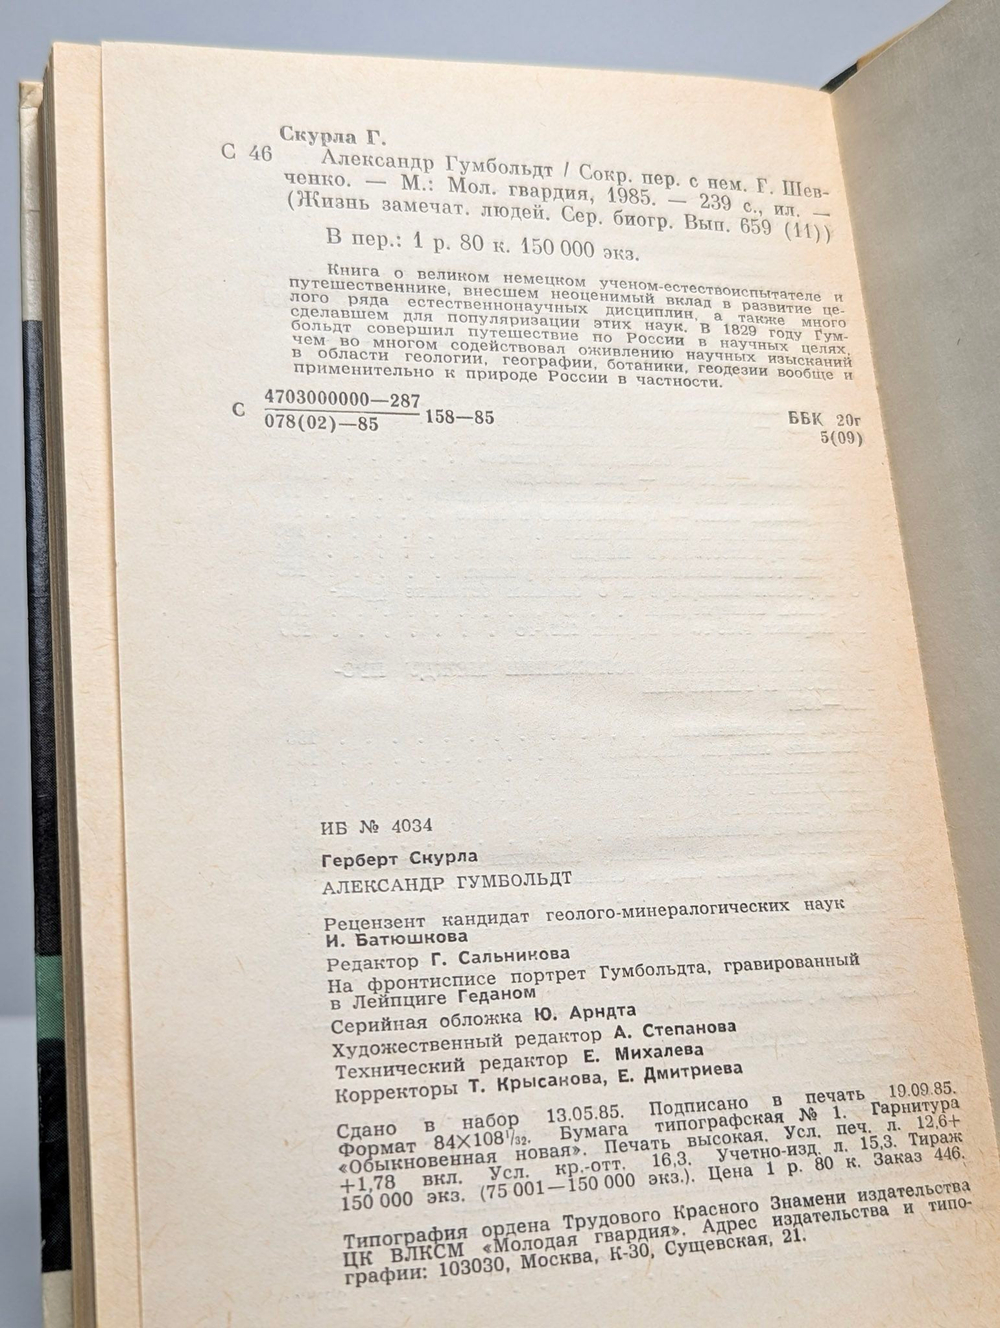 Скурла Г.
С 46 Александр Гумбольдт / Сокр. пер. с нем. Г. Шев-
ченко. — М.: Мол. гвардия, 1985. — 239 с., ил. —
(Жизнь замечат. людей. Сер. биогр. Вып. 659 (11))
В пер.: 1 р. 80 к. 150 000 экз.
Книга о великом немецком ученом-естествоиспытателе и
путешественнике, внесшем неоценимый вклад в развитие це-
лого ряда естественнонаучных дисциплин, а также много
сделавшем для популяризации этих наук. В 1829 году Гум-
больдт совершил путешествие по России в научных целях,
чем во многом содействовал оживлению научных изысканий
в области геологии, географии, ботаники, геодезии вообще и
применительно к природе России в частности.
С 4703000000—287
078(02)—85 158—85
ББК 20г
5(09)
ИБ № 4034
Герберт Скурла
АЛЕКСАНДР ГУМБОЛЬДТ
Рецензент кандидат геолого-минералогических наук
И. Батюшкова
Редактор Г. Сальникова
На фронтисписе портрет Гумбольдта, гравированный
в Лейпциге Геданом
Серийная обложка Ю. Арндта
Художественный редактор А. Степанова
Технический редактор Е. Михалева
Корректоры Т. Крысанова, Е. Дмитриева
Сдано в набор 13.05.85. Подписано в печать 19.09.85.
Формат 84×108¹/₃₂. Бумага типографская № 1. Гарнитура
«Обыкновенная новая». Печать высокая. Усл. печ. л. 12,6+
+1,78 вкл. Усл. кр.-отт. 16,3. Учетно-изд. л. 15,3. Тираж
150 000 экз. (75 001—150 000 экз.). Цена 1 р. 80 к. Заказ 446.
Типография ордена Трудового Красного Знамени издательства
ЦК ВЛКСМ «Молодая гвардия». Адрес издательства и типо-
графии: 103030, Москва, К-30, Сущевская, 21.